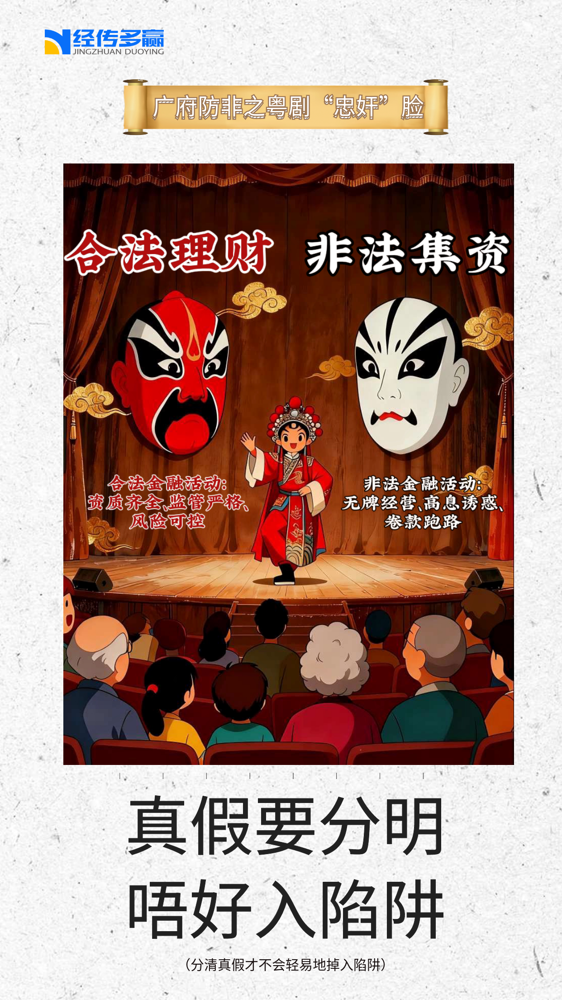 经传多赢
JINGZHUAN DUOYING
广府防非之粤剧“忠奸”脸
合法理财
非法集资
合法金融活动:
资质齐全、监管严格、
风险可控
非法金融活动:
无牌经营、高息诱惑、
卷款跑路
真假要分明
唔好入陷阱
（分清真假才不会轻易地掉入陷阱）